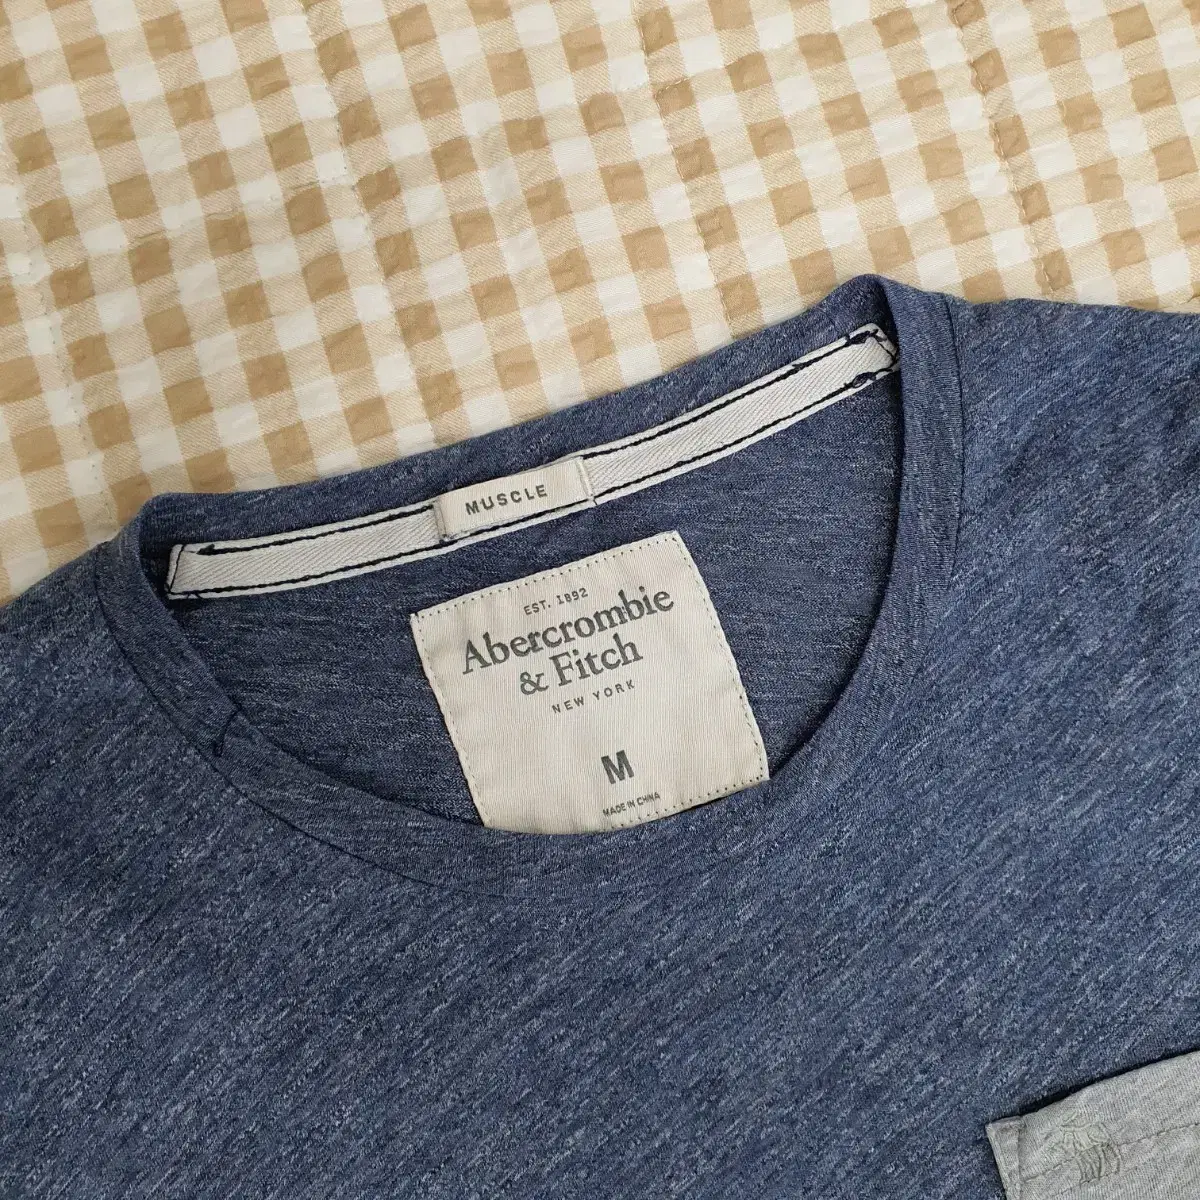 MUSCLE
EST. 1892
Abercrombie
& Fitch
NEW YORK
M
MADE IN CHINA